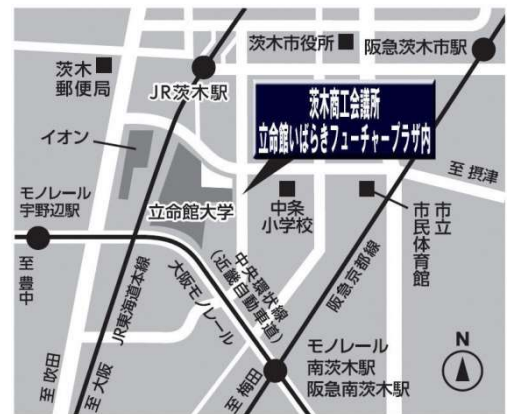 茨木市役所
阪急茨木市駅
茨木
郵便局
JR茨木駅
茨木商工会議所
立命館いばらきフューチャープラザ内
イオン
至 摂津
モノレール
宇野辺駅
立命館大学
中条
小学校
市立
市民体育館
至 豊中
JR東海道本線
大阪モノレール
中央環状線
(近畿自動車道)
阪急京都線
モノレール
南茨木駅
阪急南茨木駅
至 吹田
至 大阪
至 梅田
N